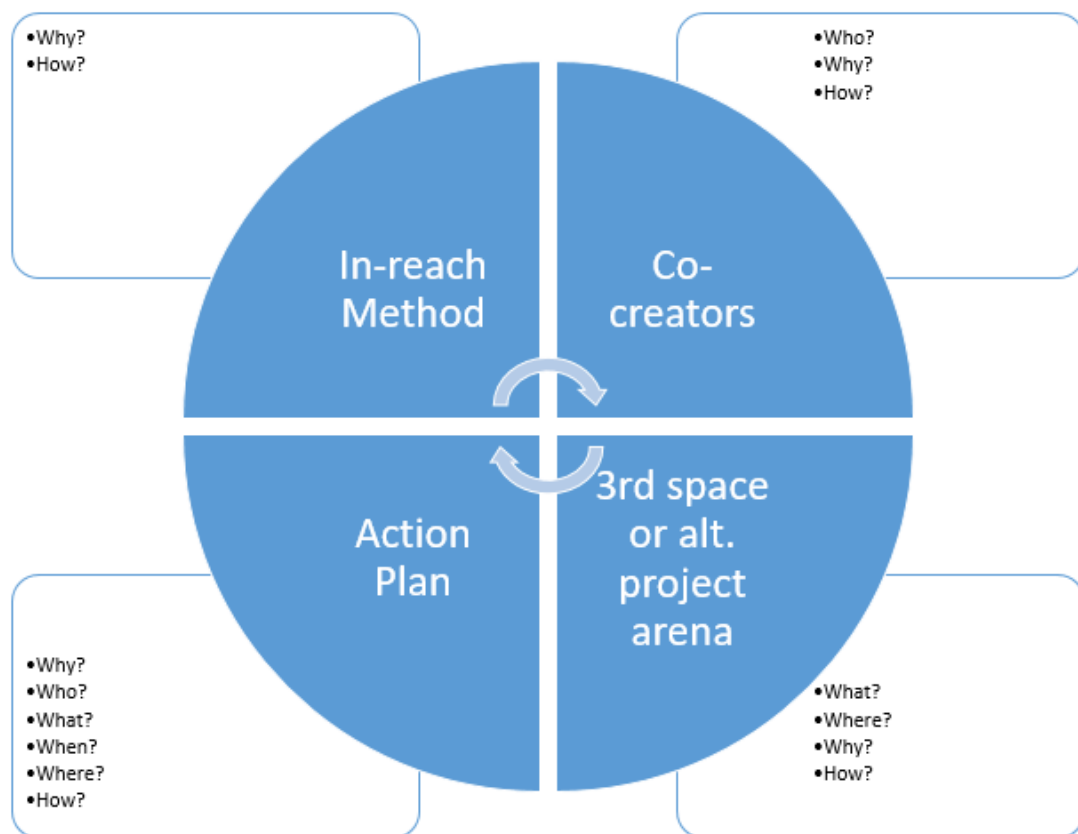 •Why?
•How?
•Who?
•Why?
•How?
In-reach
Method
Co-
creators
Action
Plan
3rd space
or alt.
project
arena
•Why?
•Who?
•What?
•When?
•Where?
•How?
•What?
•Where?
•Why?
•How?